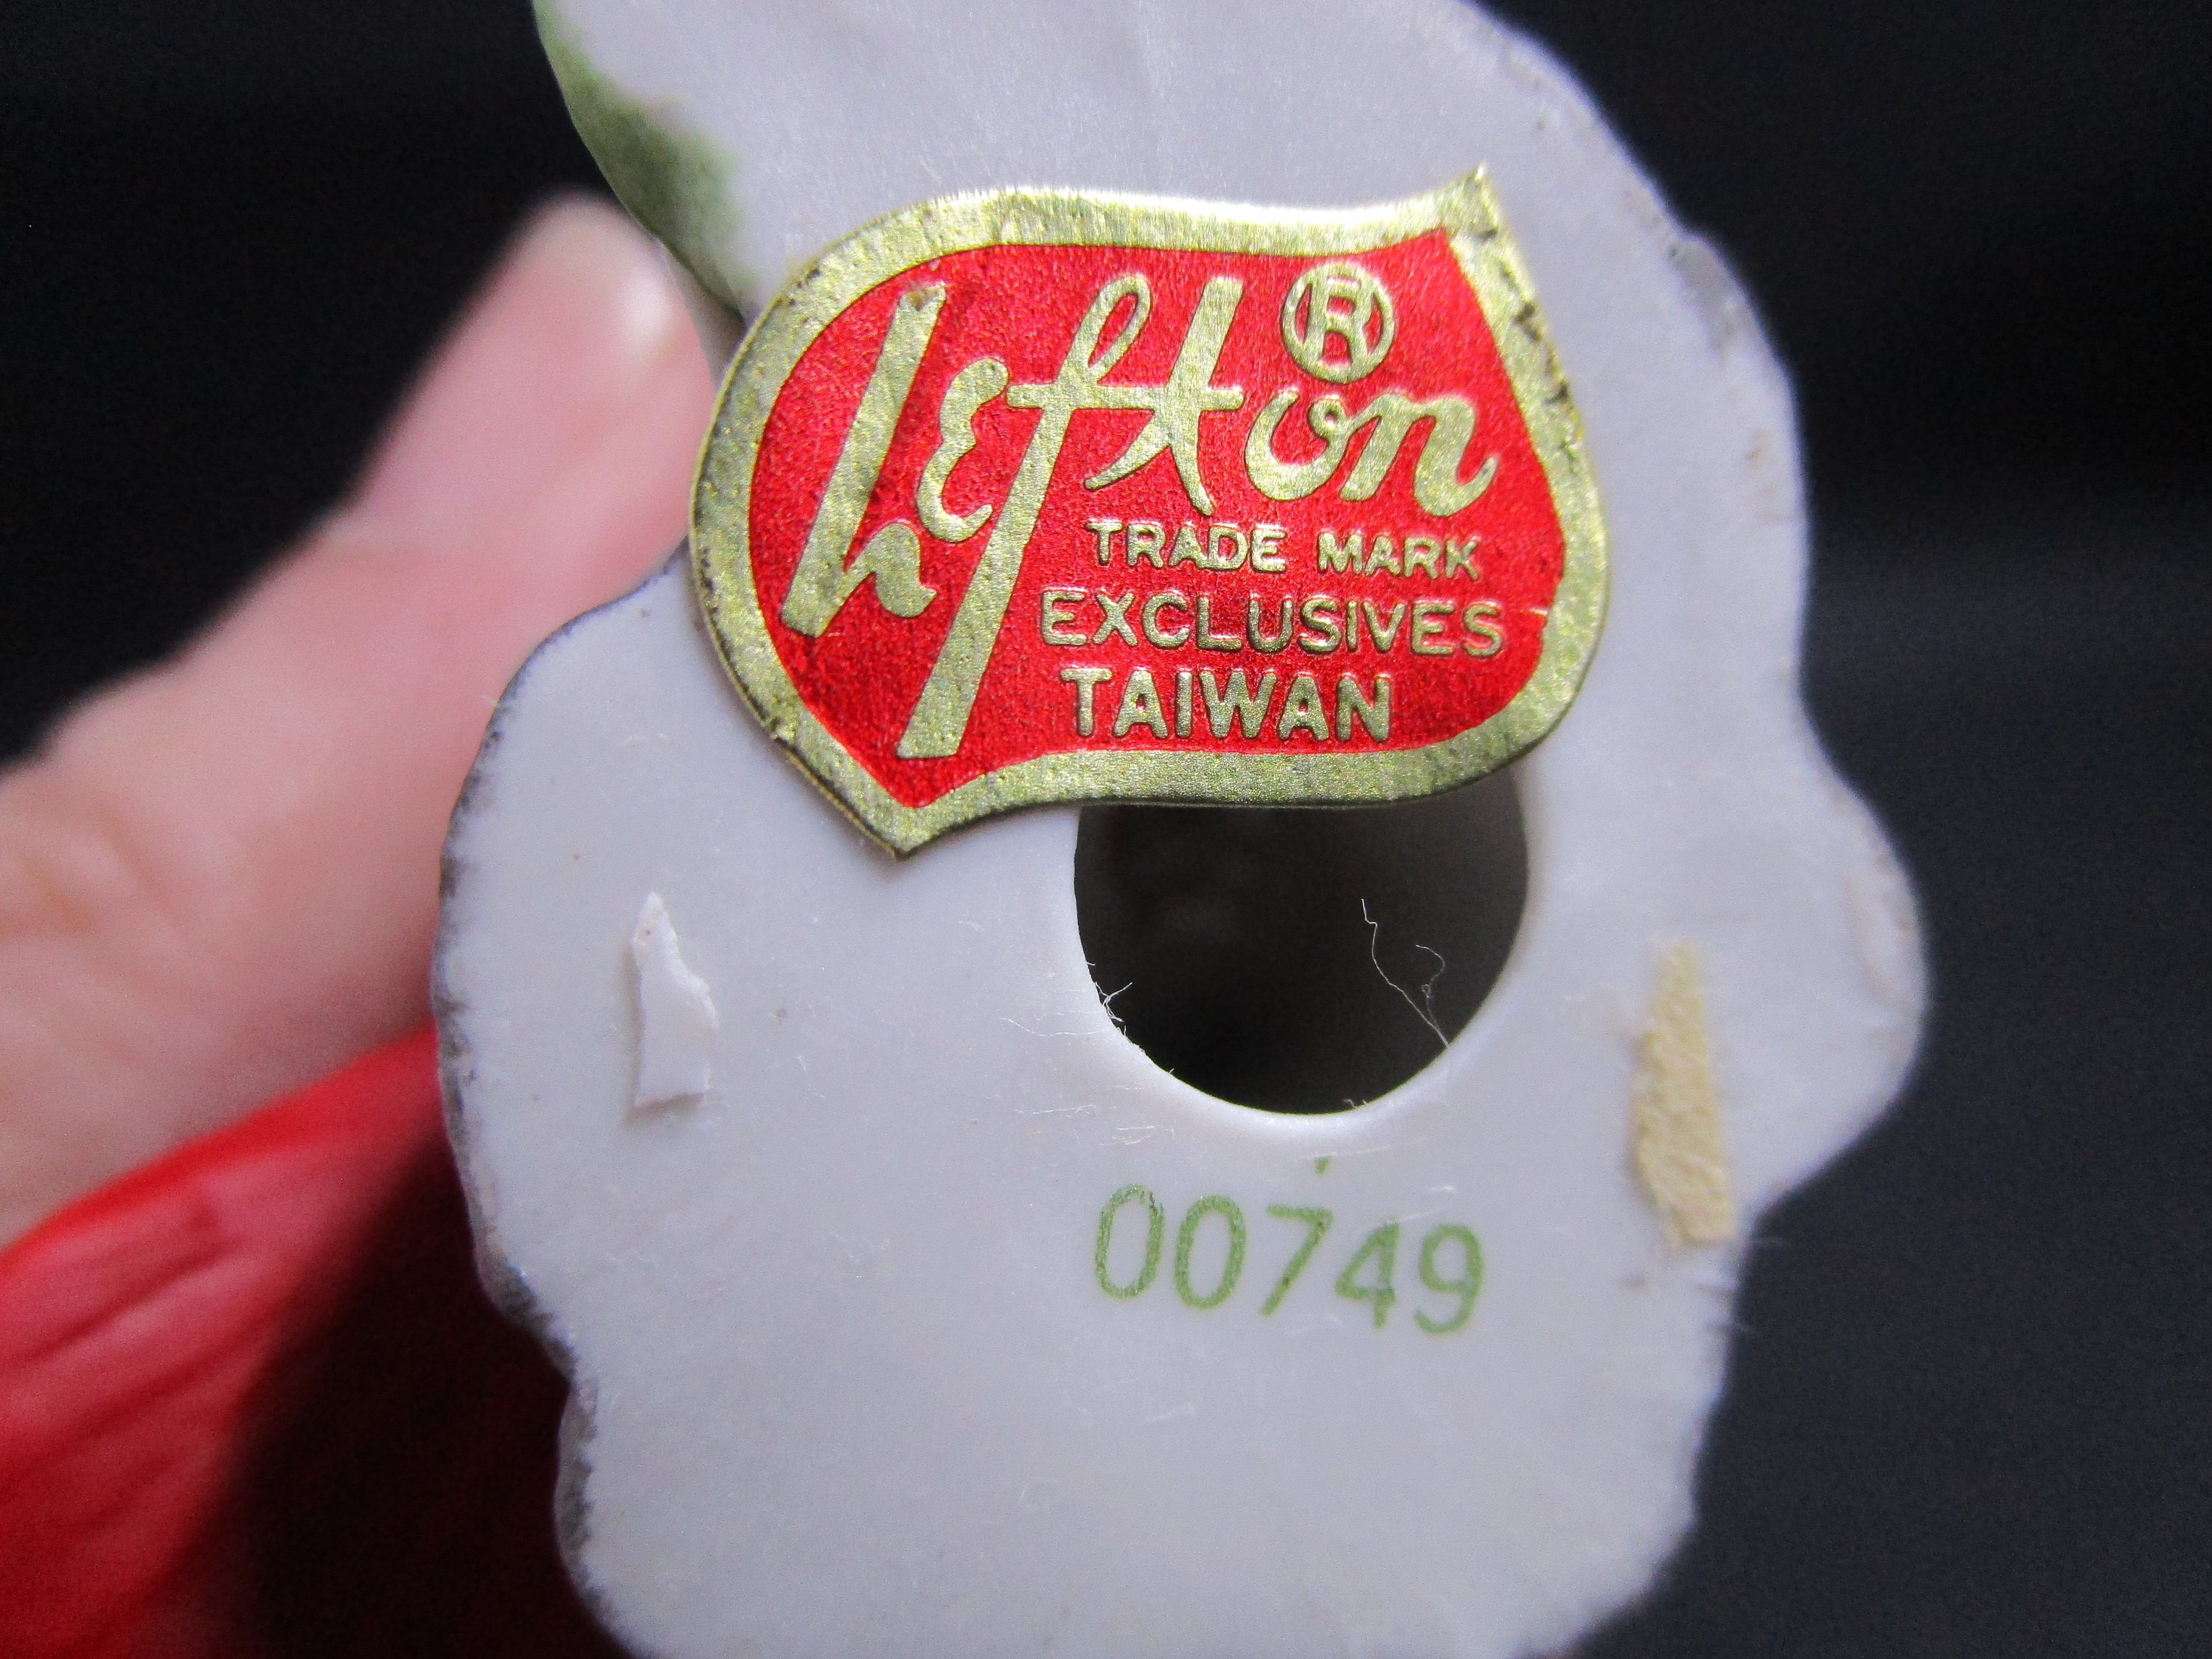 Lefton ®
TRADE MARK
EXCLUSIVES
TAIWAN
00749